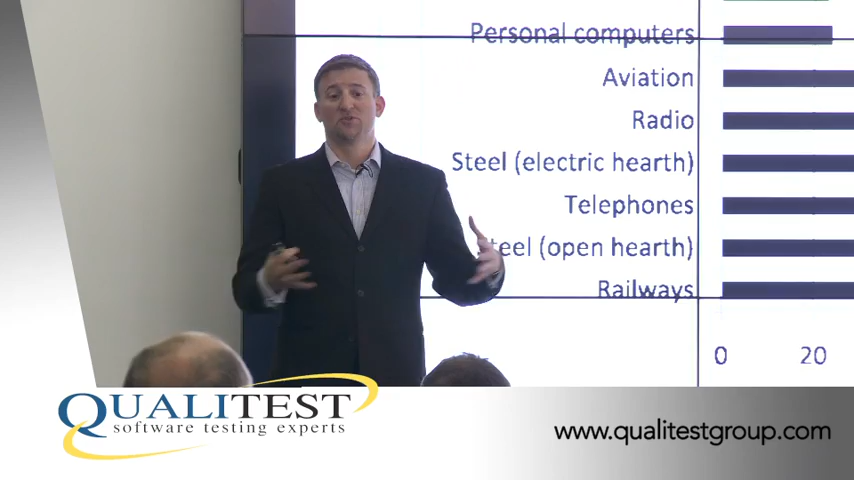 Personal computers
Aviation
Radio
Steel (electric hearth)
Telephones
teel (open hearth)
Railways
0 20
QUALITEST
software testing experts
www.qualitestgroup.com